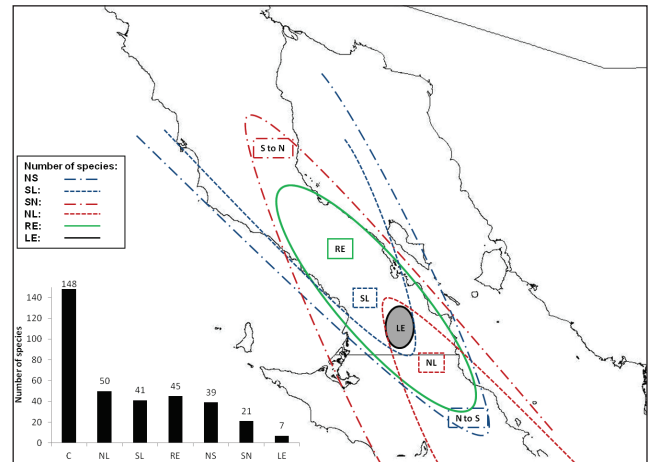 S to N
Number of species:
NS
SL:
SN:
NL:
RE:
LE:
RE
SL
LE
NL
N to S
Number of species
140
120
100
80
60
40
20
0
148
50
41
45
39
21
7
C NL SL RE NS SN LE